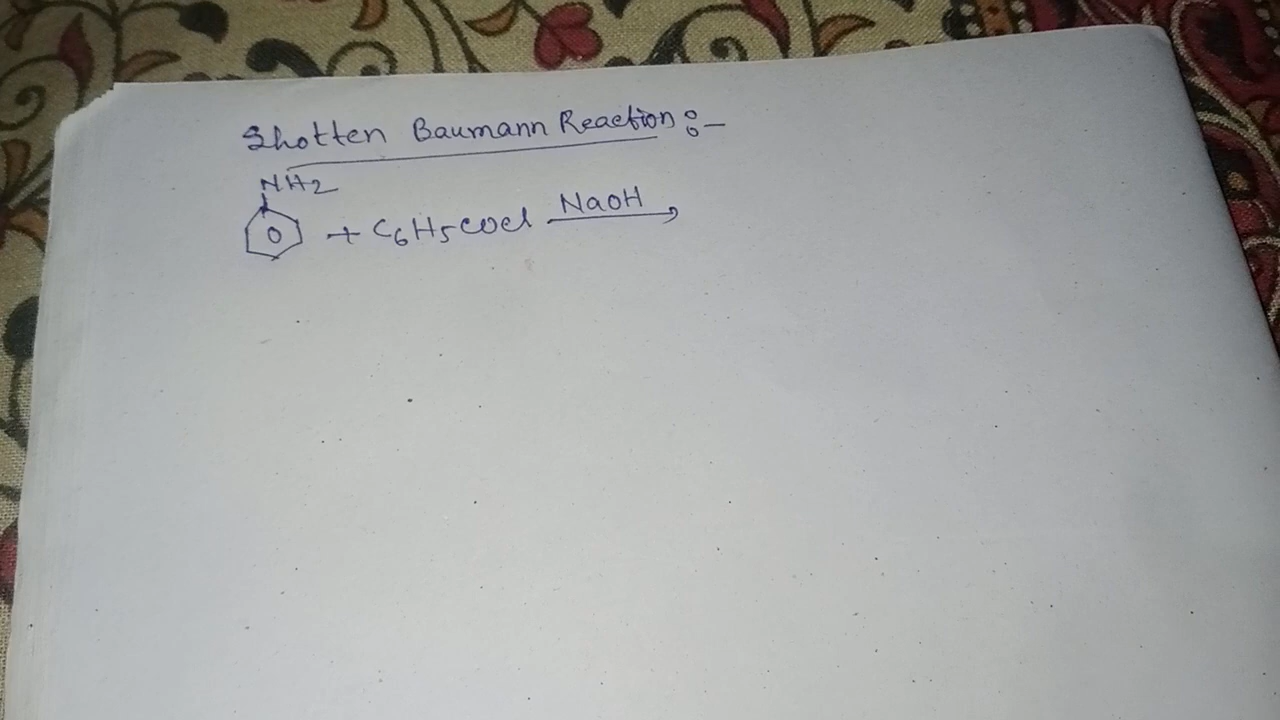 Shotten Baumann Reaction :-
NH2
+ C6H5COCl NaOH